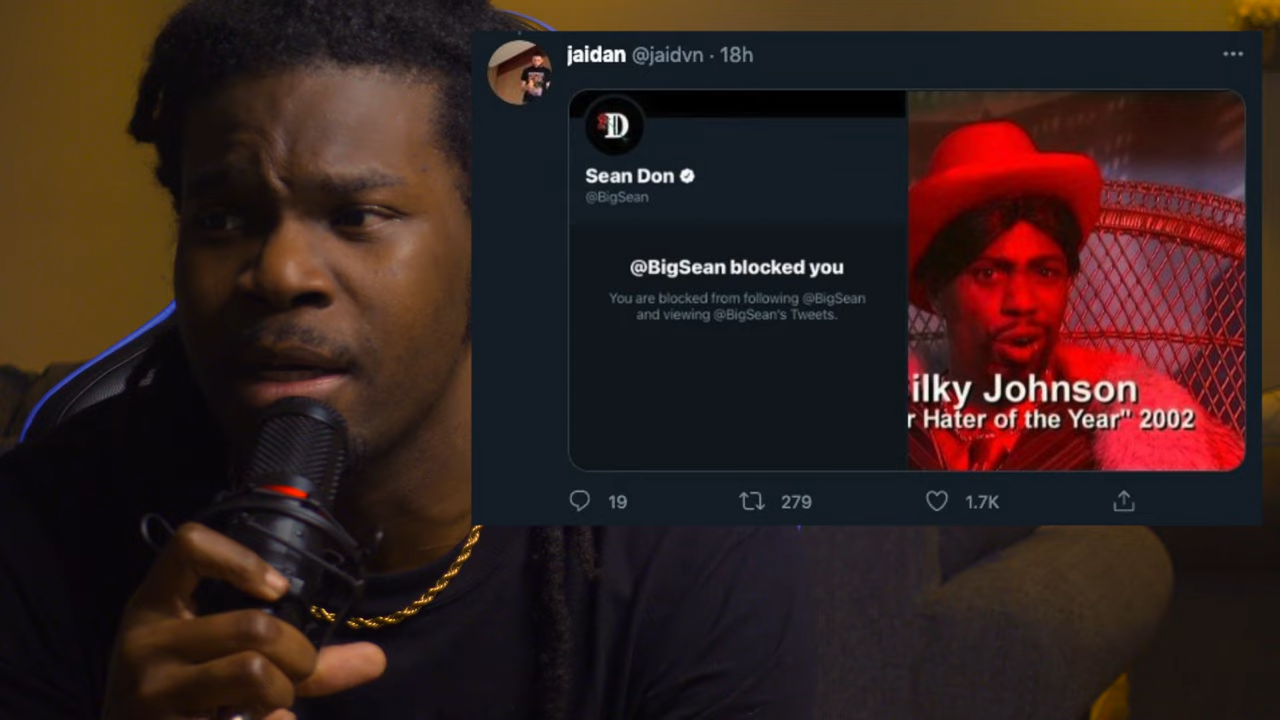 jaidan @jaidvn · 18h
D
Sean Don
@BigSean
@BigSean blocked you
You are blocked from following @BigSean
and viewing @BigSean's Tweets.
ilky Johnson
r Hater of the Year" 2002
19 279 1.7K